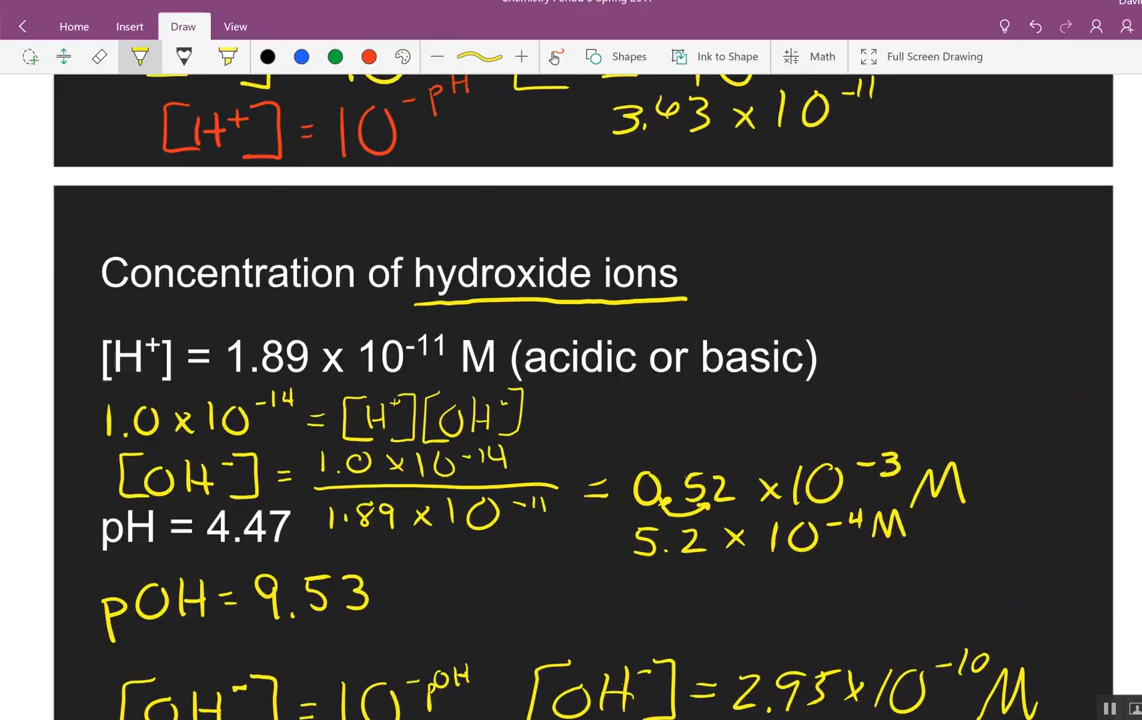 Home Insert Draw View
Shapes Ink to Shape Math Full Screen Drawing
[H⁺] = 10⁻ᵖᴴ
3.63 x 10⁻¹¹
Concentration of hydroxide ions
[H⁺] = 1.89 x 10⁻¹¹ M (acidic or basic)
1.0 x 10⁻¹⁴ = [H⁺][OH⁻]
[OH⁻] = 1.0 x 10⁻¹⁴ / 1.89 x 10⁻¹¹ = 0.52 x 10⁻³ M
5.2 x 10⁻⁴ M
pH = 4.47
pOH = 9.53
[OH⁻] = 10⁻ᵖᴼᴴ [OH⁻] = 2.95 x 10⁻¹⁰ M